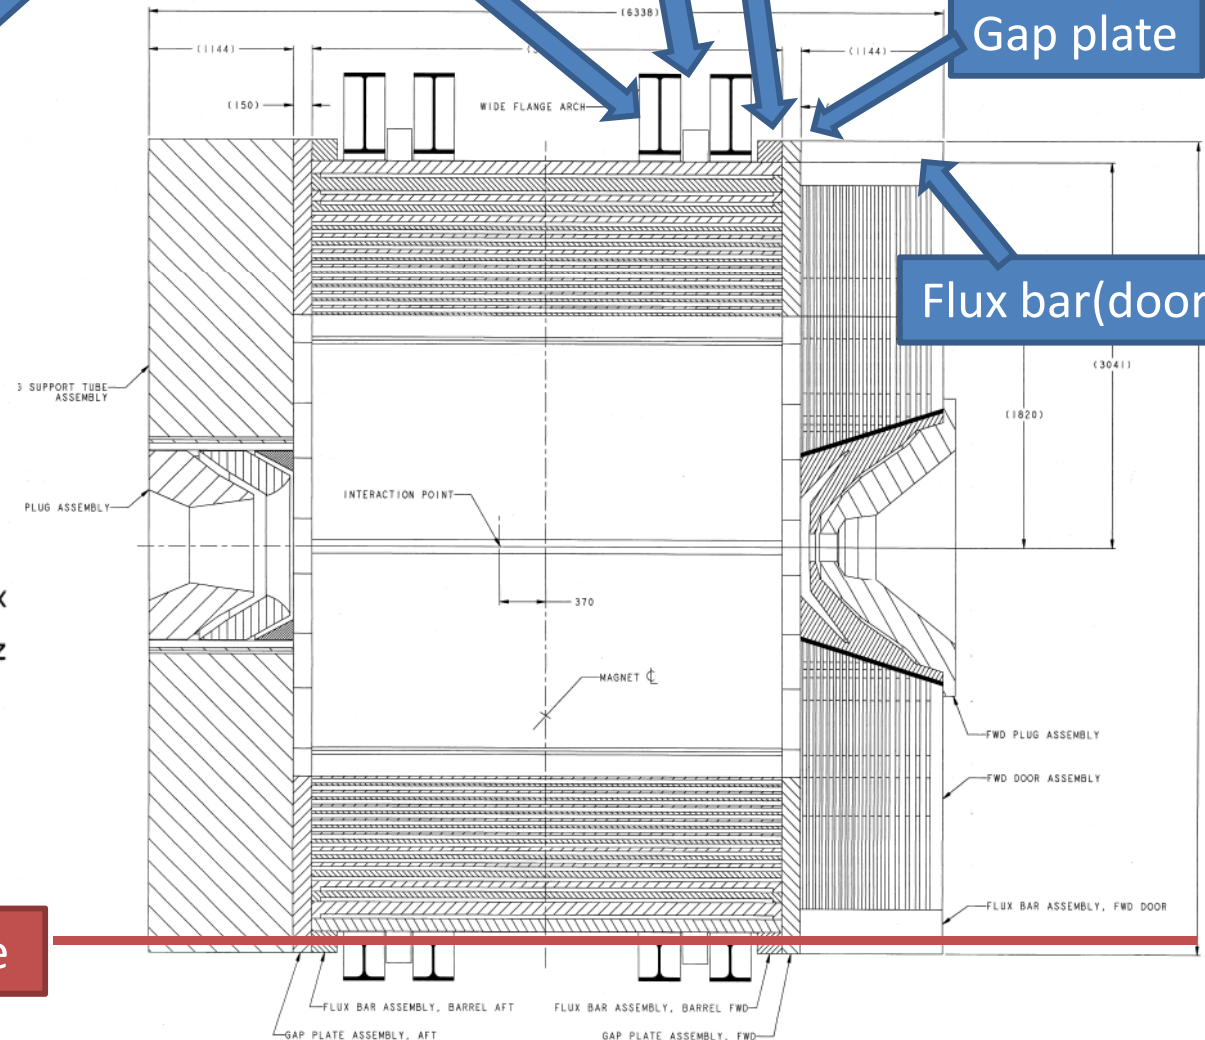 (6338)
Gap plate
(1144)
(1144)
(150)
WIDE FLANGE ARCH
Flux bar(door
(3041)
SUPPORT TUBE
ASSEMBLY
(1820)
INTERACTION POINT
PLUG ASSEMBLY
370
x
z
MAGNET ℄
FWD PLUG ASSEMBLY
FWD DOOR ASSEMBLY
FLUX BAR ASSEMBLY, FWD DOOR
e
FLUX BAR ASSEMBLY, BARREL AFT
FLUX BAR ASSEMBLY, BARREL FWD
GAP PLATE ASSEMBLY, AFT
GAP PLATE ASSEMBLY, FWD